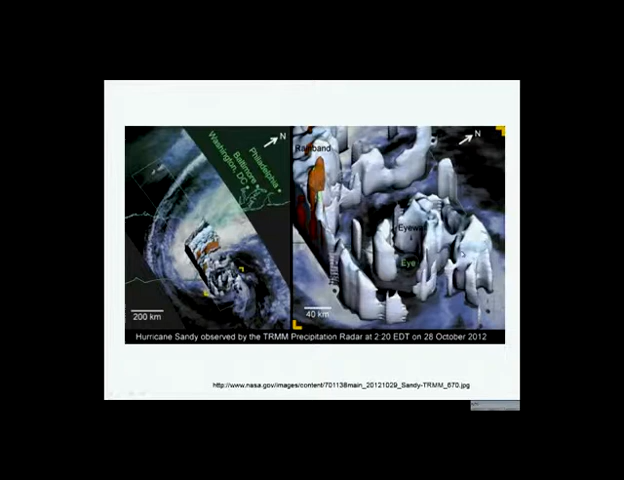 N
Philadelphia
Baltimore
Washington, DC
200 km
N
Rainband
Eyewall
Eye
40 km
Hurricane Sandy observed by the TRMM Precipitation Radar at 2:20 EDT on 28 October 2012
http://www.nasa.gov/images/content/701138main_20121029_Sandy-TRMM_670.jpg